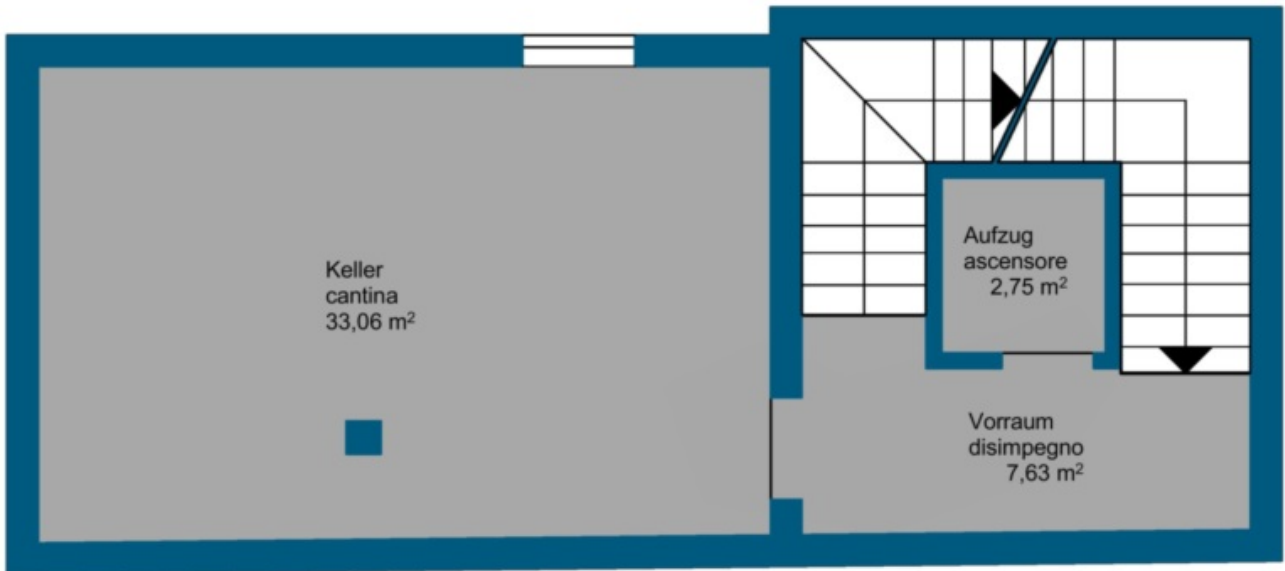 Keller
cantina
33,06 m²
Aufzug
ascensore
2,75 m²
Vorraum
disimpegno
7,63 m²